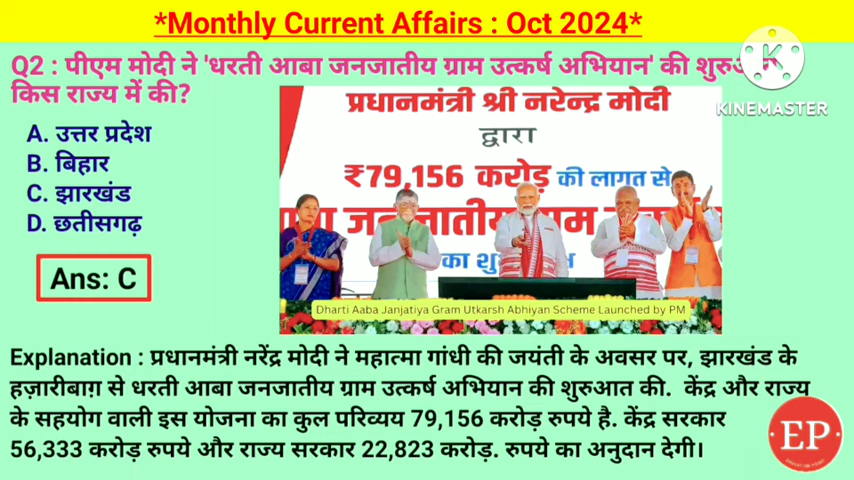 *Monthly Current Affairs : Oct 2024*
Q2 : पीएम मोदी ने 'धरती आबा जनजातीय ग्राम उत्कर्ष अभियान' की
किस राज्य में की?
KINEMASTER
A. उत्तर प्रदेश
B. बिहार
C. झारखंड
D. छतीसगढ़
Ans: C
प्रधानमंत्री श्री नरेन्द्र मोदी
द्वारा
₹79,156 करोड़ की लागत से
ग्राम
का
Dharti Aaba Janjatiya Gram Utkarsh Abhiyan Scheme Launched by PM
Explanation : प्रधानमंत्री नरेंद्र मोदी ने महात्मा गांधी की जयंती के अवसर पर, झारखंड के
हज़ारीबाग़ से धरती आबा जनजातीय ग्राम उत्कर्ष अभियान की शुरुआत की. केंद्र और राज्य
के सहयोग वाली इस योजना का कुल परिव्यय 79,156 करोड़ रुपये है. केंद्र सरकार
56,333 करोड़ रुपये और राज्य सरकार 22,823 करोड़. रुपये का अनुदान देगी।
EP